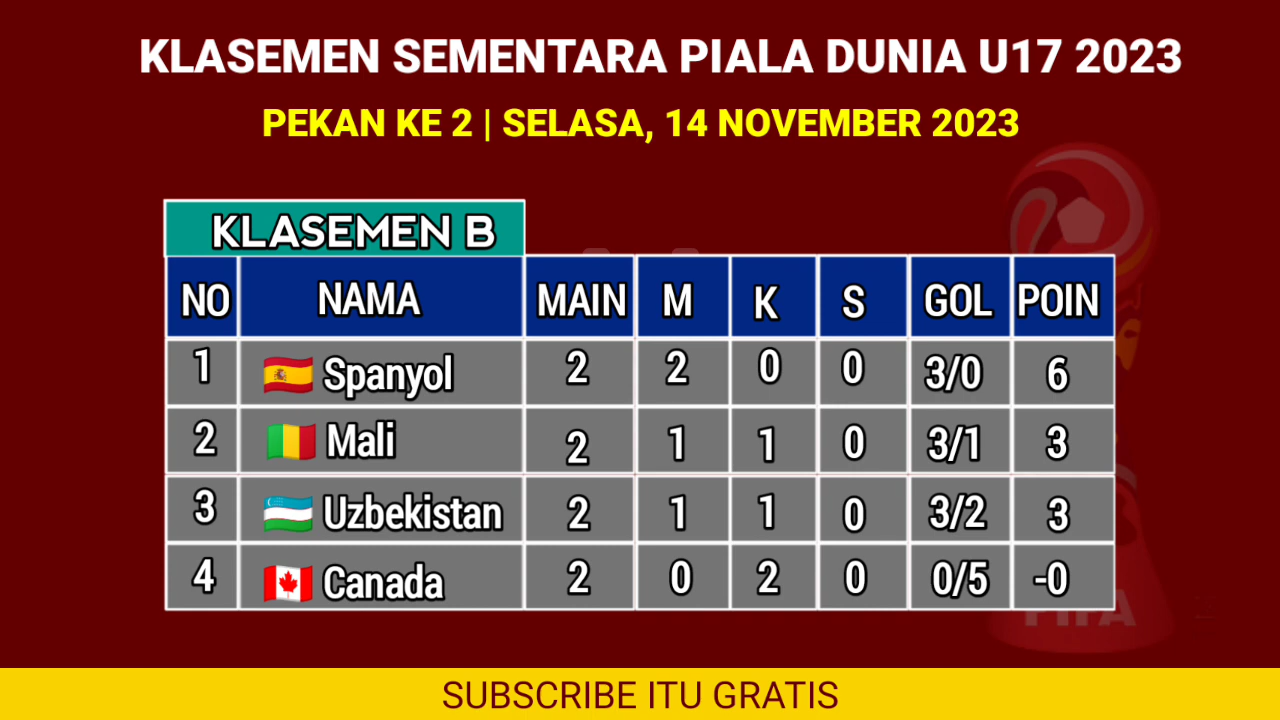 KLASEMEN SEMENTARA PIALA DUNIA U17 2023
PEKAN KE 2 | SELASA, 14 NOVEMBER 2023
KLASEMEN B
NO NAMA MAIN M K S GOL POIN
1 Spanyol 2 2 0 0 3/0 6
2 Mali 2 1 1 0 3/1 3
3 Uzbekistan 2 1 1 0 3/2 3
4 Canada 2 0 2 0 0/5 -0
FIFA
SUBSCRIBE ITU GRATIS